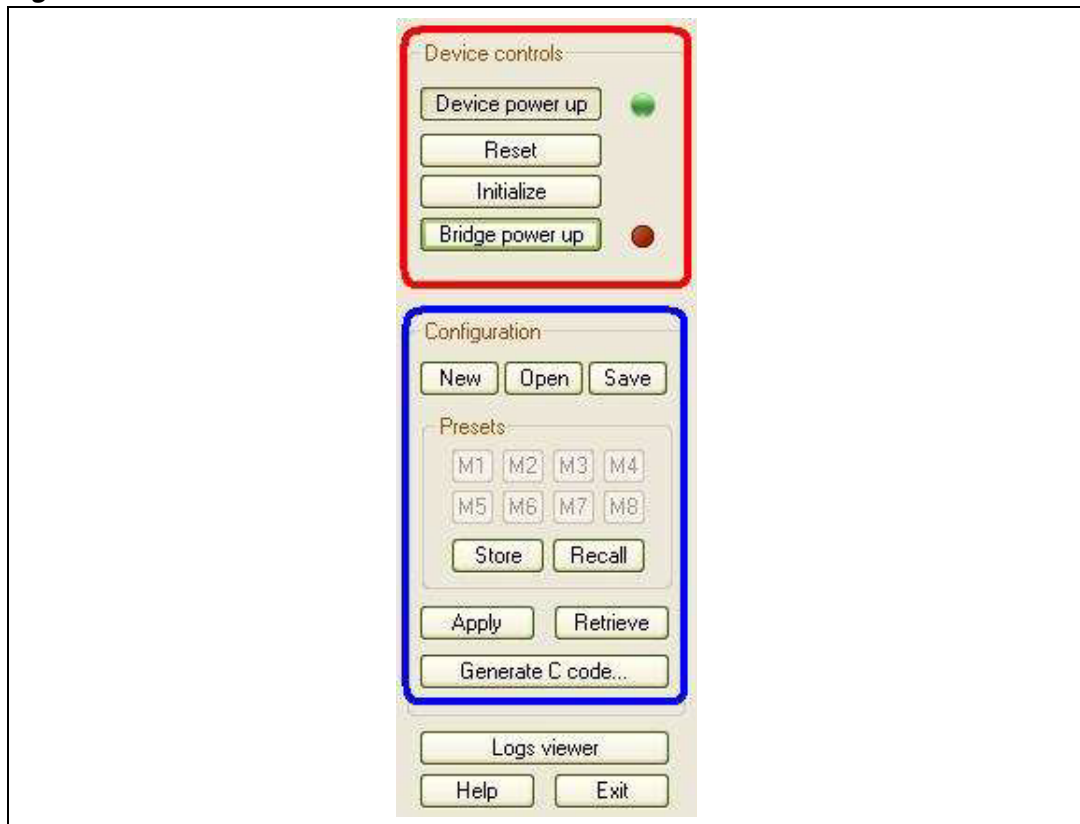 Device controls
Device power up
Reset
Initialize
Bridge power up
Configuration
New Open Save
Presets
M1 M2 M3 M4
M5 M6 M7 M8
Store Recall
Apply Retrieve
Generate C code...
Logs viewer
Help Exit